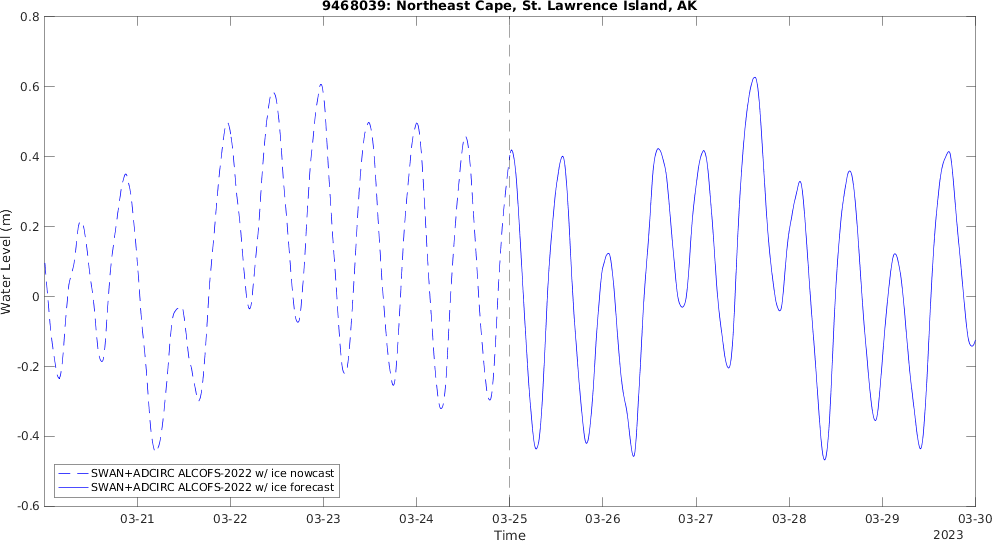 9468039: Northeast Cape, St. Lawrence Island, AK
0.8
0.6
0.4
0.2
0
-0.2
-0.4
-0.6
Water Level (m)
SWAN+ADCIRC ALCOFS-2022 w/ ice nowcast
SWAN+ADCIRC ALCOFS-2022 w/ ice forecast
03-21 03-22 03-23 03-24 03-25 03-26 03-27 03-28 03-29 03-30
Time
2023